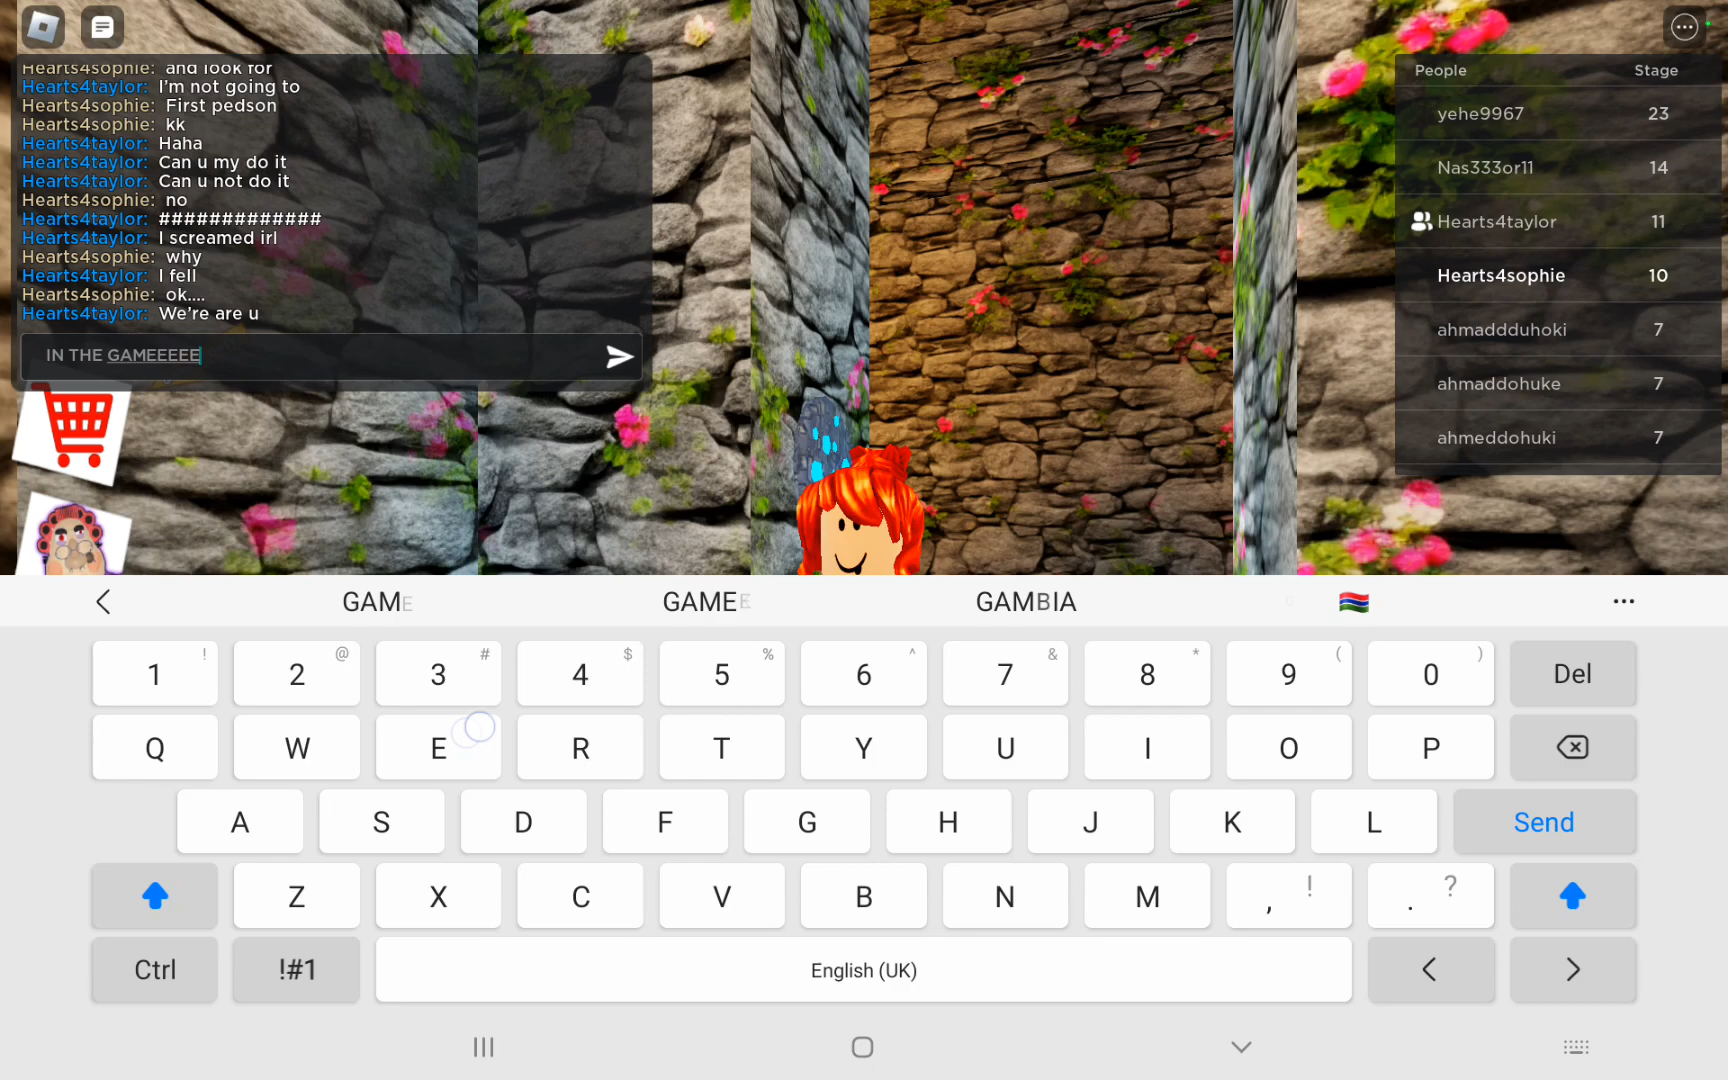 Hearts4sophie: and look for
Hearts4taylor: I'm not going to
Hearts4sophie: First pedson
Hearts4sophie: kk
Hearts4taylor: Haha
Hearts4taylor: Can u my do it
Hearts4taylor: Can u not do it
Hearts4sophie: no
Hearts4taylor: #############
Hearts4taylor: I screamed irl
Hearts4sophie: why
Hearts4taylor: I fell
Hearts4sophie: ok....
Hearts4taylor: We're are u
IN THE GAMEEEEE
People Stage
yehe9967 23
Nas333or11 14
Hearts4taylor 11
Hearts4sophie 10
ahmaddduhoki 7
ahmaddohuke 7
ahmeddohuki 7
GAME GAMEE GAMBIA
1 ! 2 @ 3 # 4 $ 5 % 6 ^ 7 & 8 * 9 ( 0 ) Del
Q W E R T Y U I O P
A S D F G H J K L Send
Z X C V B N M , ! . ?
Ctrl !#1 English (UK) < >